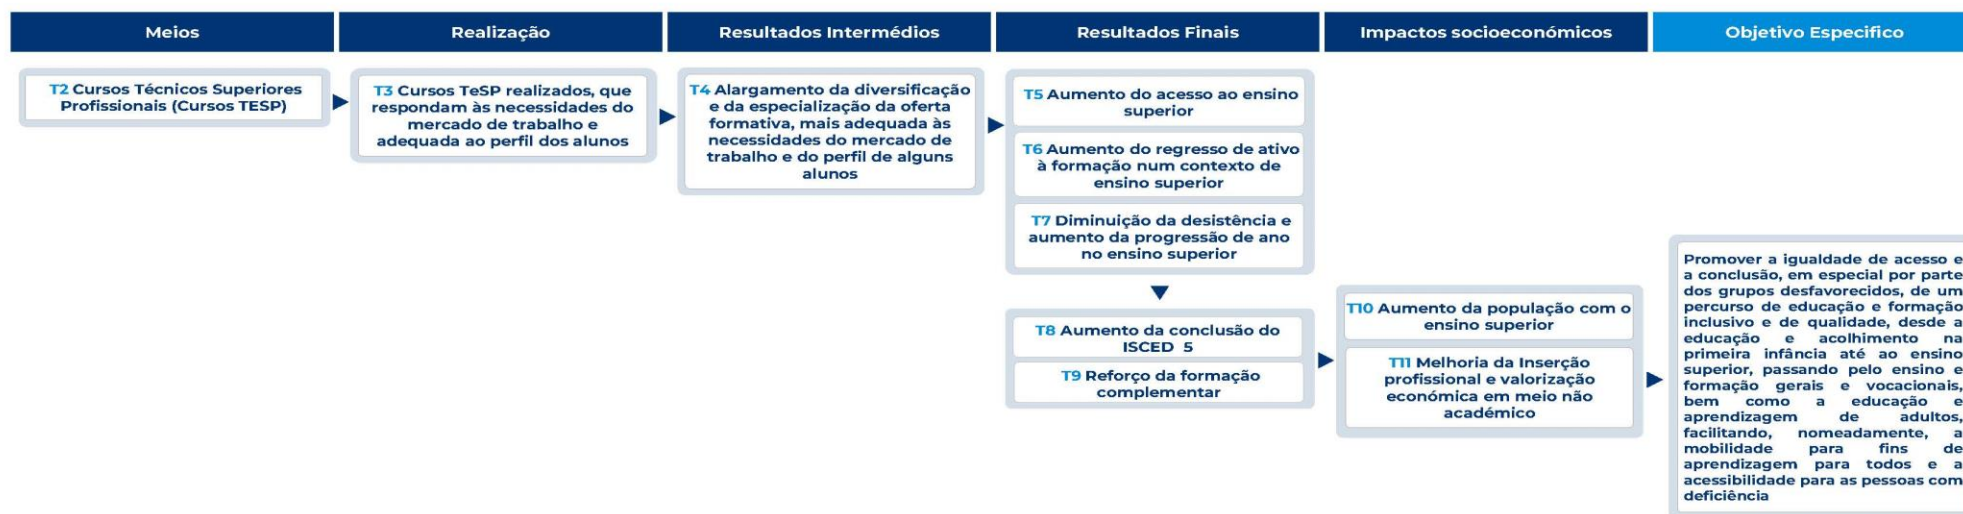 Meios
Realização
Resultados Intermédios
Resultados Finais
Impactos socioeconómicos
Objetivo Especifico
T2 Cursos Técnicos Superiores
Profissionais (Cursos TESP)
T3 Cursos TeSP realizados, que
respondam às necessidades do
mercado de trabalho e
adequada ao perfil dos alunos
T4 Alargamento da diversificação
e da especialização da oferta
formativa, mais adequada às
necessidades do mercado de
trabalho e do perfil de alguns
alunos
T5 Aumento do acesso ao ensino
superior
T6 Aumento do regresso de ativo
à formação num contexto de
ensino superior
T7 Diminuição da desistência e
aumento da progressão de ano
no ensino superior
T8 Aumento da conclusão do
ISCED 5
T9 Reforço da formação
complementar
T10 Aumento da população com o
ensino superior
T11 Melhoria da Inserção
profissional e valorização
económica em meio não
académico
Promover a igualdade de acesso e
a conclusão, em especial por parte
dos grupos desfavorecidos, de um
percurso de educação e formação
inclusivo e de qualidade, desde a
educação e acolhimento na
primeira infância até ao ensino
superior, passando pelo ensino e
formação gerais e vocacionais,
bem como a educação e
aprendizagem de adultos,
facilitando, nomeadamente, a
mobilidade para fins de
aprendizagem para todos e a
acessibilidade para as pessoas com
deficiência